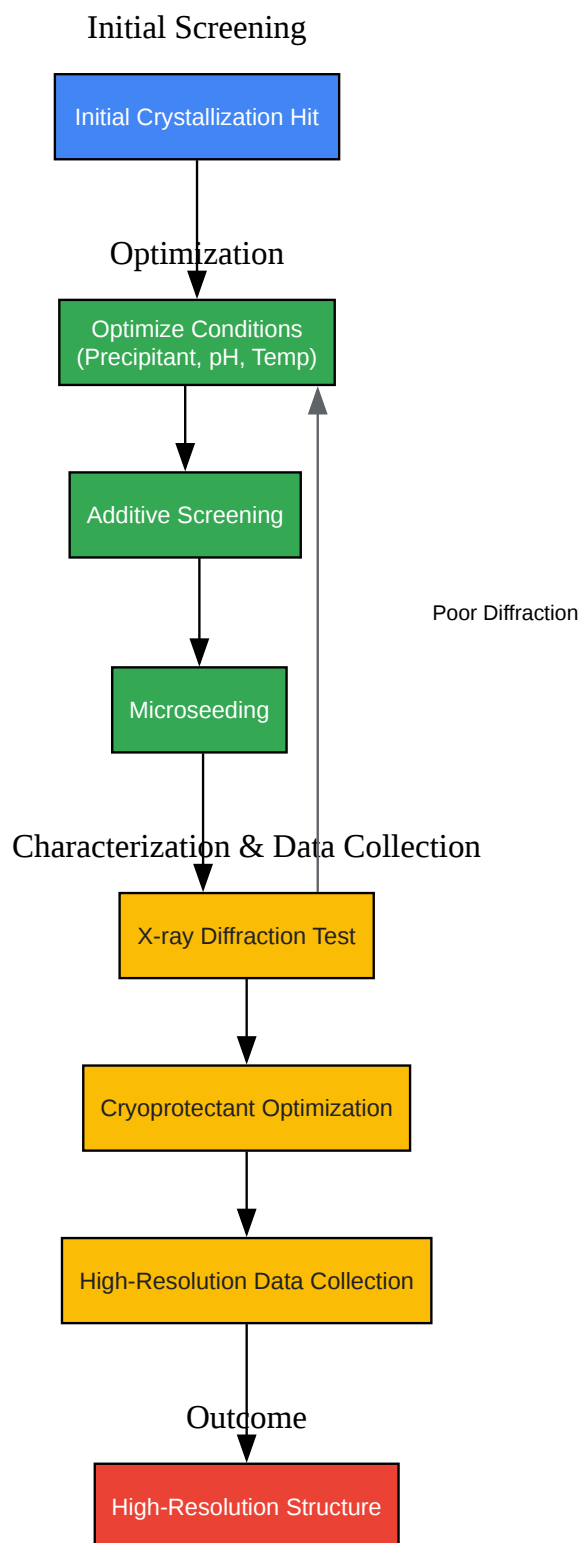 Initial Screening
Initial Crystallization Hit
Optimization
Optimize Conditions
(Precipitant, pH, Temp)
Additive Screening
Poor Diffraction
Microseeding
Characterization & Data Collection
X-ray Diffraction Test
Cryoprotectant Optimization
High-Resolution Data Collection
Outcome
High-Resolution Structure